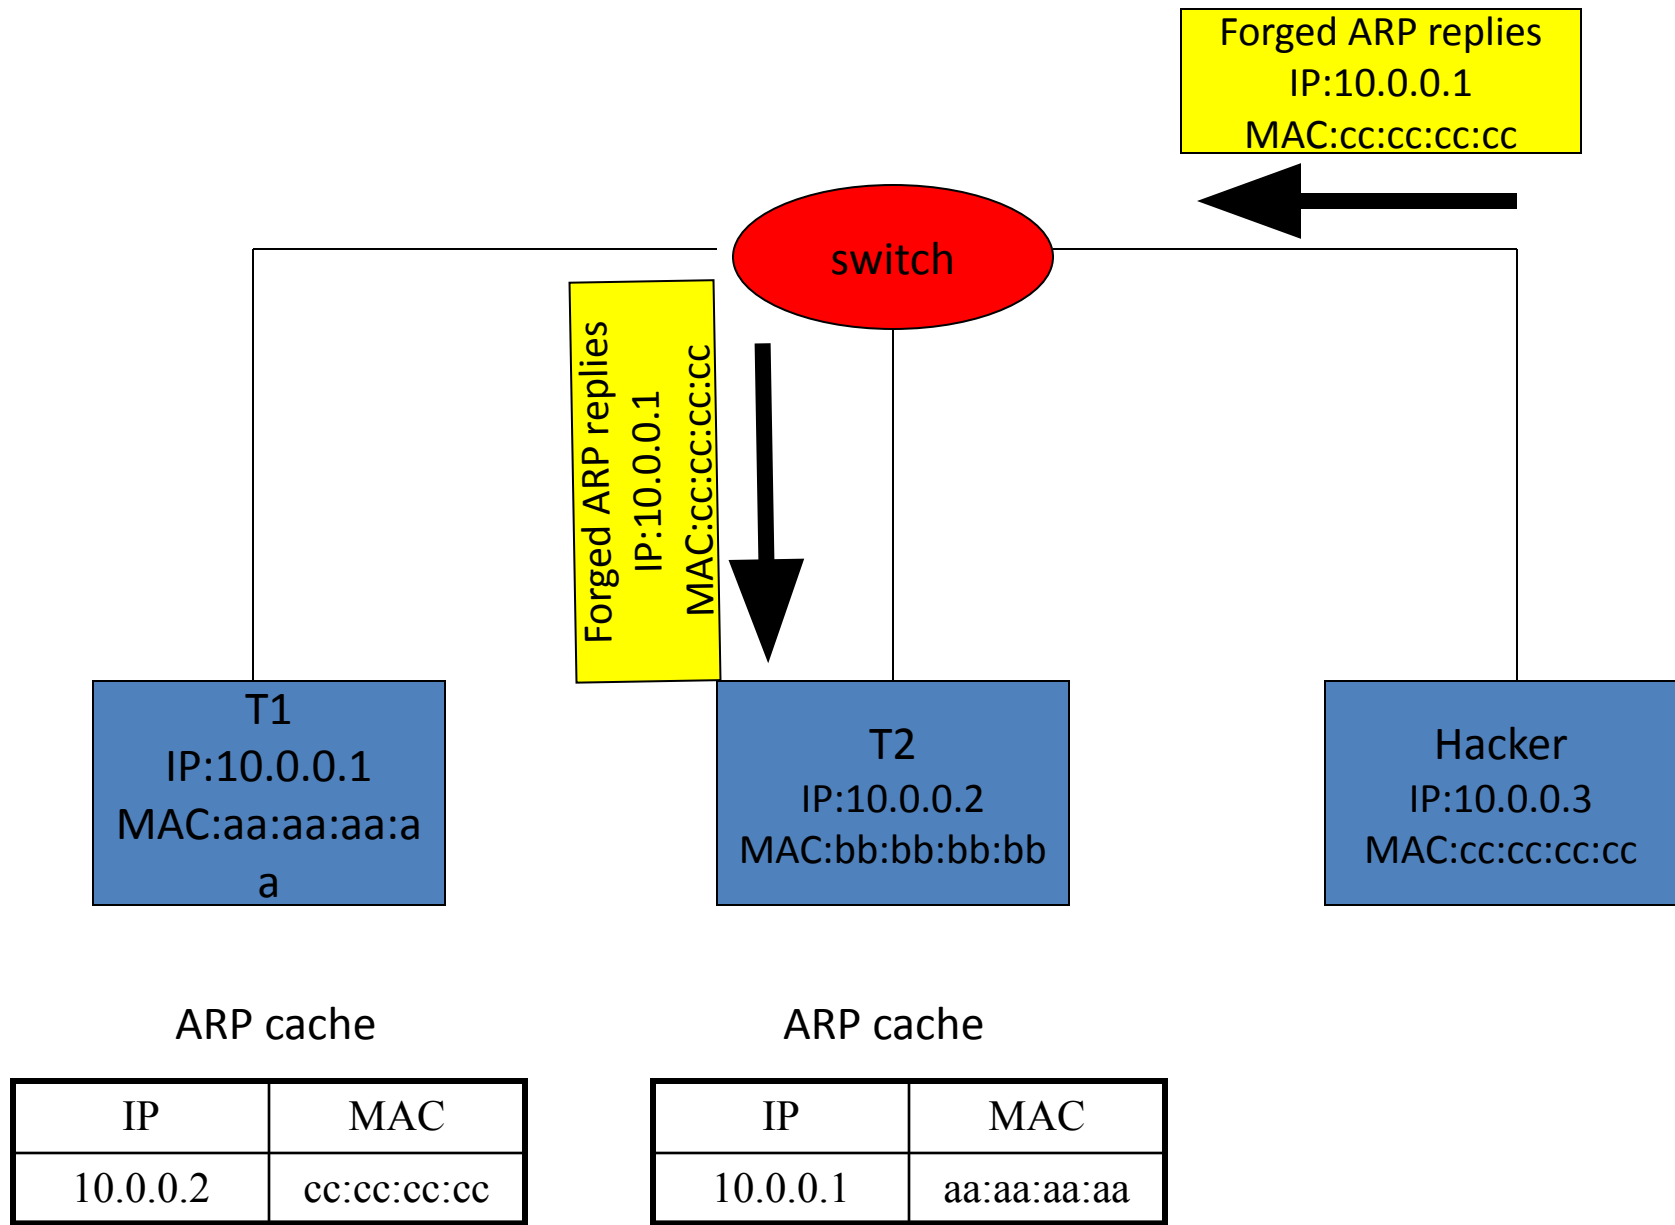 Forged ARP replies
IP:10.0.0.1
MAC:cc:cc:cc:cc
switch
Forged ARP replies
IP:10.0.0.1
MAC:cc:cc:cc:cc
T1
IP:10.0.0.1
MAC:aa:aa:aa:a
a
T2
IP:10.0.0.2
MAC:bb:bb:bb:bb
Hacker
IP:10.0.0.3
MAC:cc:cc:cc:cc
ARP cache
IP MAC
10.0.0.2 cc:cc:cc:cc
ARP cache
IP MAC
10.0.0.1 aa:aa:aa:aa